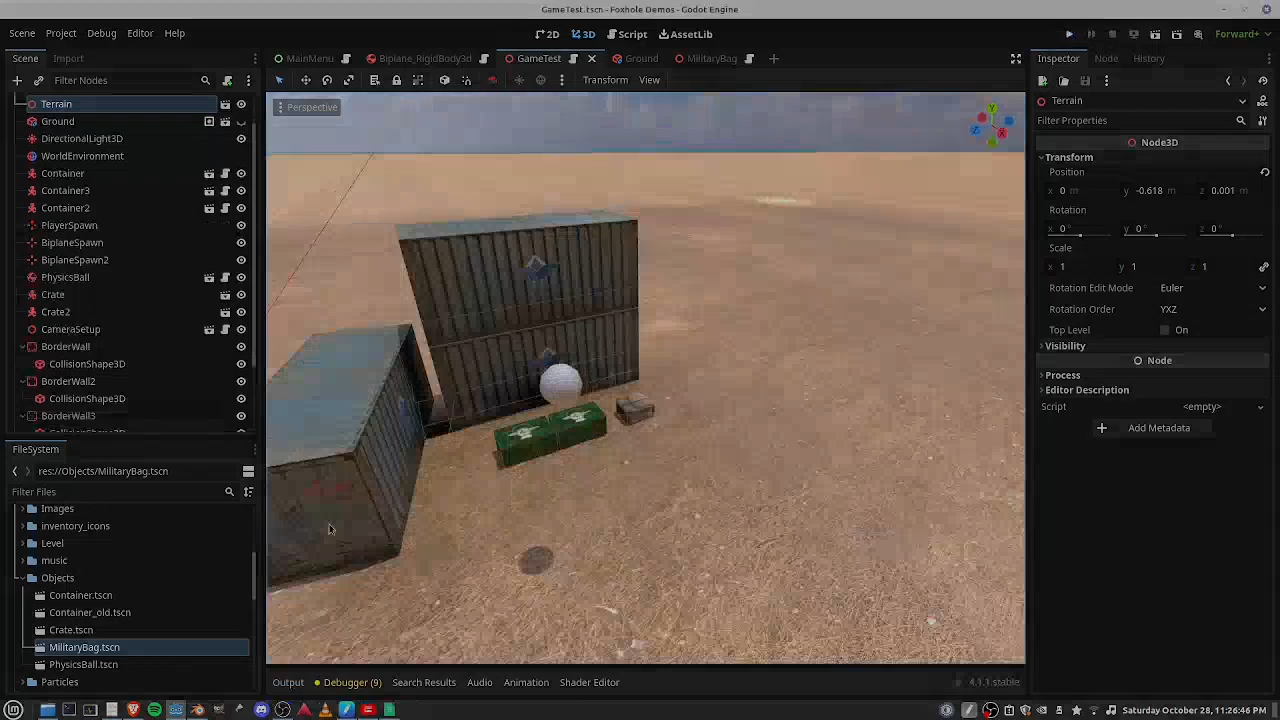 GameTest.tscn - Foxhole Demos - Godot Engine
Scene Project Debug Editor Help
2D 3D Script AssetLib
Forward+
Scene Import
MainMenu Biplane_RigidBody3d GameTest Ground MilitaryBag
Inspector Node History
Filter Nodes
Transform View
Perspective
Terrain
Ground
DirectionalLight3D
WorldEnvironment
Container
Container3
Container2
PlayerSpawn
BiplaneSpawn
BiplaneSpawn2
PhysicsBall
Crate
Crate2
CameraSetup
BorderWall
CollisionShape3D
BorderWall2
CollisionShape3D
BorderWall3
FileSystem
res://Objects/MilitaryBag.tscn
Filter Files
Images
inventory_icons
Level
music
Objects
Container.tscn
Container_old.tscn
Crate.tscn
MilitaryBag.tscn
PhysicsBall.tscn
Particles
Y
Z
X
Terrain
Filter Properties
Node3D
Transform
Position
x 0 m y -0.618 m z 0.001 m
Rotation
x 0° y 0° z 0°
Scale
x 1 y 1 z 1
Rotation Edit Mode Euler
Rotation Order YXZ
Top Level On
Visibility
Node
Process
Editor Description
Script <empty>
Add Metadata
Output Debugger (9) Search Results Audio Animation Shader Editor
4.1.1.stable
Saturday October 28, 11:26:46 PM